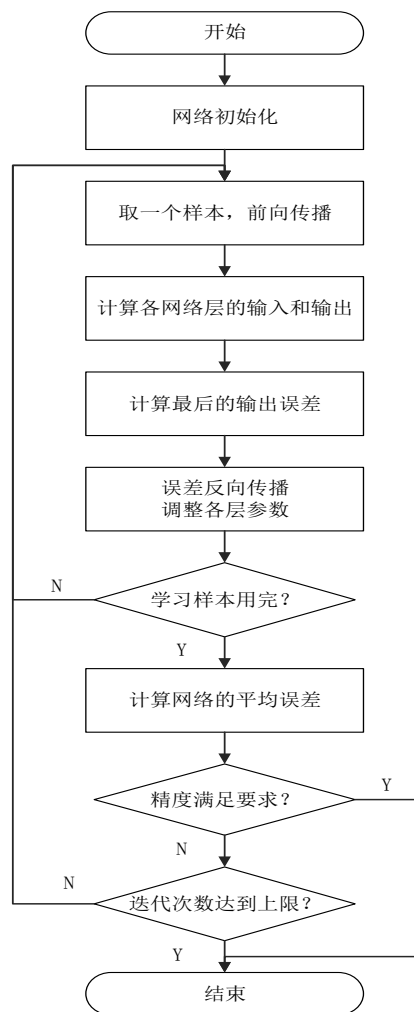 开始
网络初始化
取一个样本，前向传播
计算各网络层的输入和输出
计算最后的输出误差
误差反向传播
调整各层参数
N
学习样本用完？
Y
计算网络的平均误差
Y
精度满足要求？
N
N
迭代次数达到上限？
Y
结束